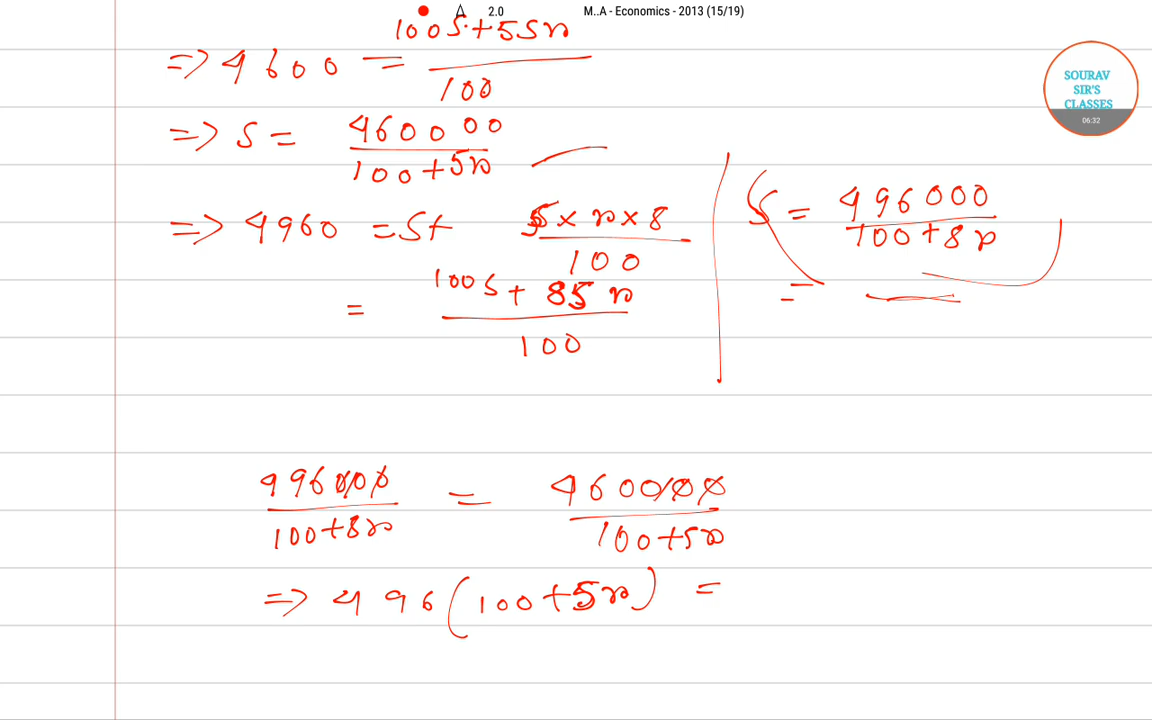 2.0 M..A - Economics - 2013 (15/19)
SOURAV
SIR'S
CLASSES
06:32
=> 4600 = 100S+5Sr / 100
=> S = 460000 / 100+5r
=> 4960 = S+ S×r×8 / 100
S = 496000 / 100+8r
= 100S + 8Sr / 100
=
496000 / 100+8r = 460000 / 100+5r
=> 496(100+5r) =